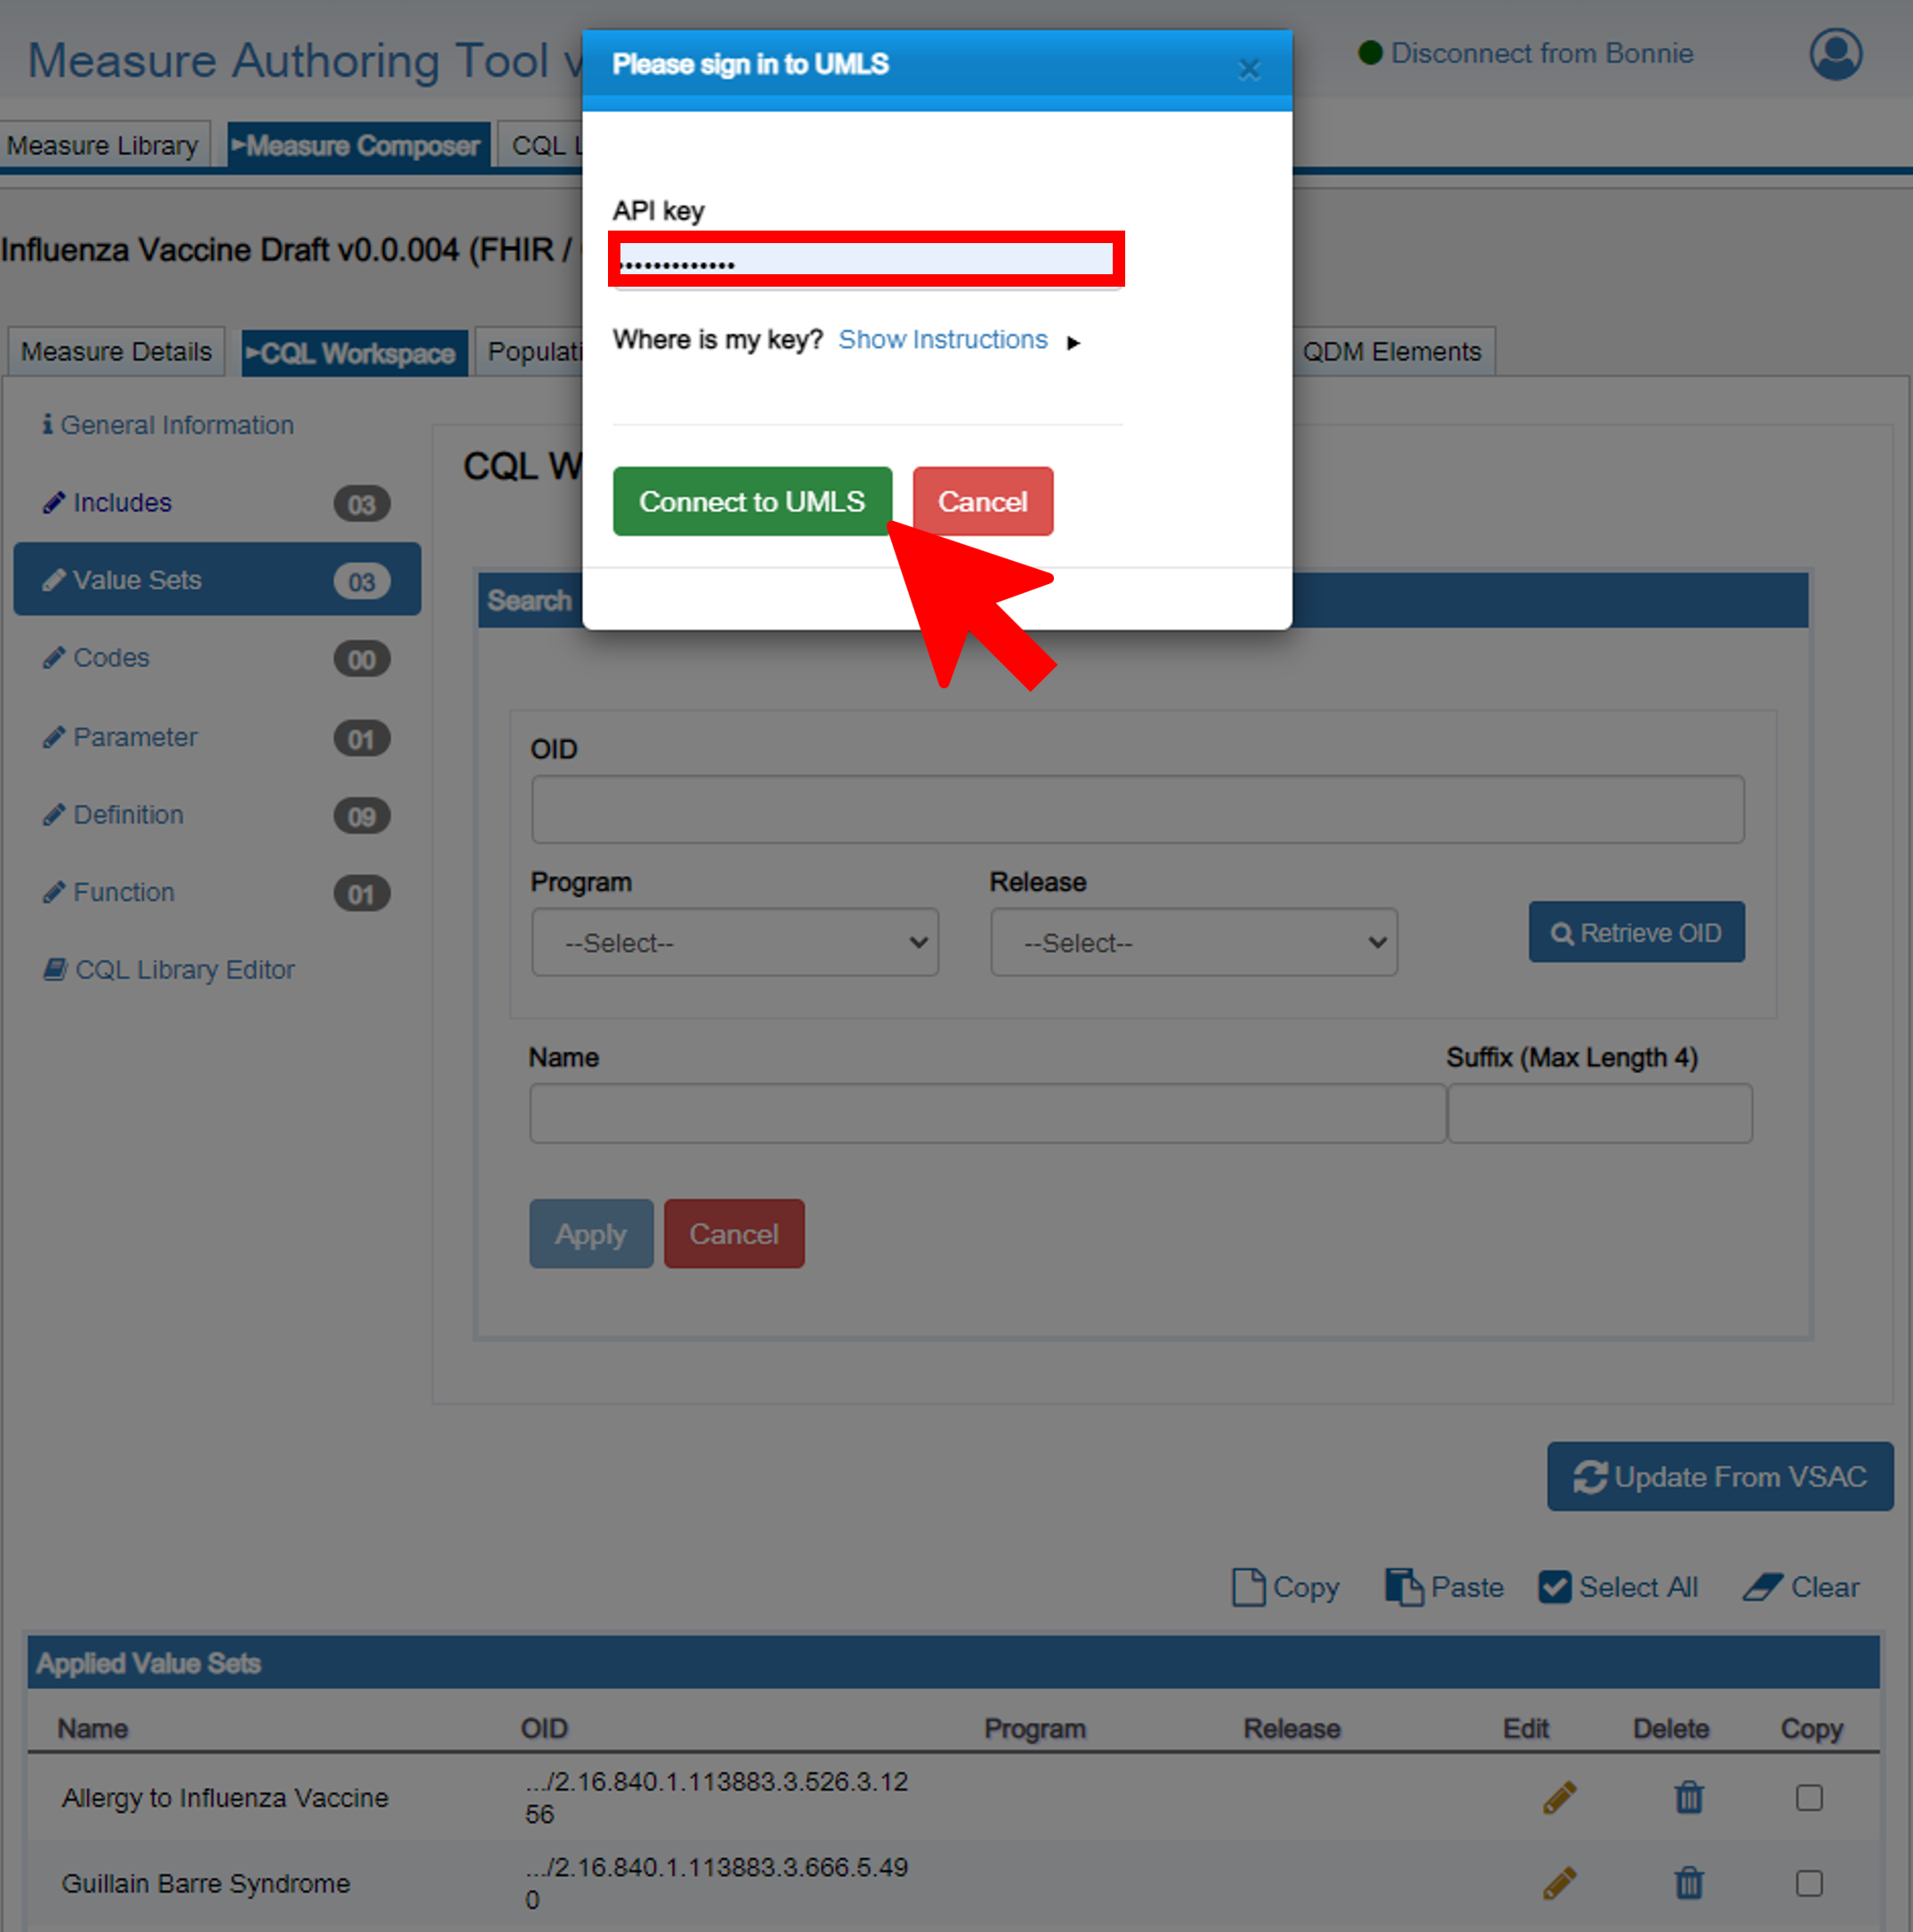 Measure Authoring Tool v
Please sign in to UMLS
×
Disconnect from Bonnie
Measure Library
►Measure Composer
CQL L
API key
.............
Influenza Vaccine Draft v0.0.004 (FHIR /
Where is my key? Show Instructions ►
Measure Details
►CQL Workspace
Populati
QDM Elements
General Information
Includes 03
Value Sets 03
Codes 00
Parameter 01
Definition 09
Function 01
CQL Library Editor
CQL W
Connect to UMLS
Cancel
Search
OID
Program
Release
--Select--
--Select--
Retrieve OID
Name
Suffix (Max Length 4)
Apply
Cancel
Update From VSAC
Copy
Paste
Select All
Clear
Applied Value Sets
Name OID Program Release Edit Delete Copy
Allergy to Influenza Vaccine
.../2.16.840.1.113883.3.526.3.12
56
Guillain Barre Syndrome
.../2.16.840.1.113883.3.666.5.49
0